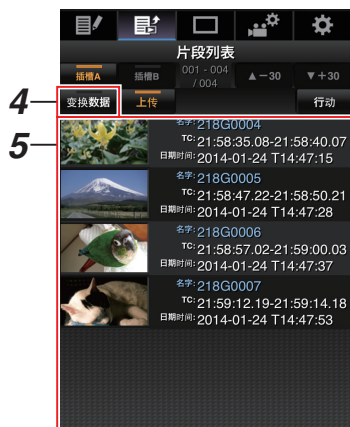 片段列表
插槽A 插槽B 001 - 004 / 004 ▲-30 ▼+30
4 变换数据 上传 行动
5
名字: 218G0004
TC: 21:58:35.08-21:58:40.07
日期时间: 2014-01-24 T14:47:15
名字: 218G0005
TC: 21:58:47.22-21:58:50.21
日期时间: 2014-01-24 T14:47:28
名字: 218G0006
TC: 21:58:57.02-21:59:00.03
日期时间: 2014-01-24 T14:47:37
名字: 218G0007
TC: 21:59:12.19-21:59:14.18
日期时间: 2014-01-24 T14:47:53